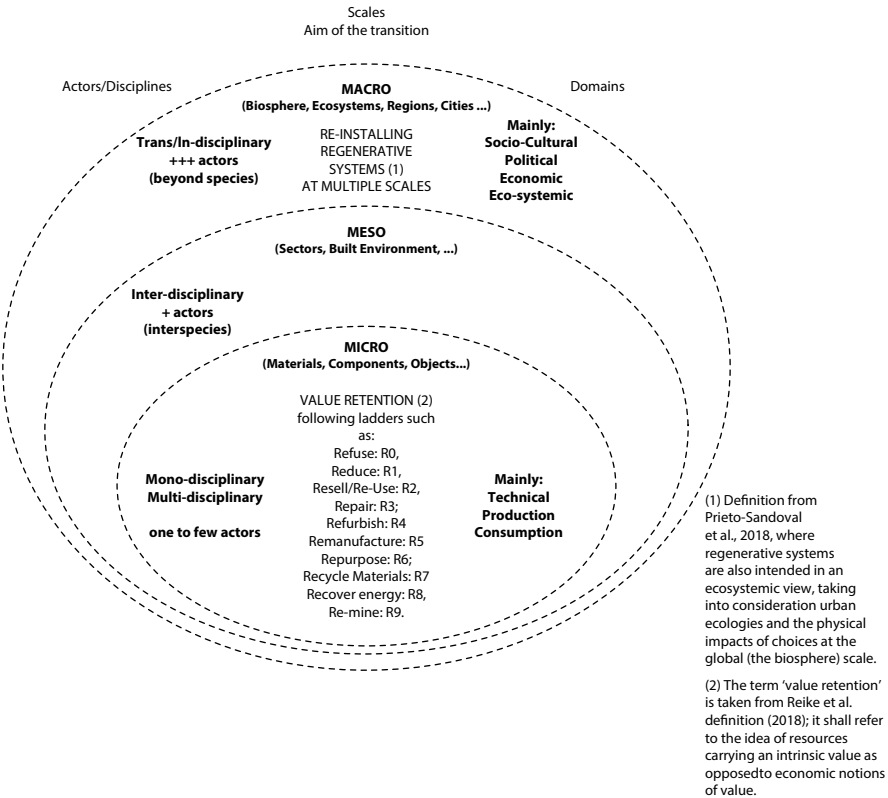 Scales
Aim of the transition
Actors/Disciplines
Domains
MACRO
(Biosphere, Ecosystems, Regions, Cities ...)
Trans/In-disciplinary
+++ actors
(beyond species)
RE-INSTALLING
REGENERATIVE
SYSTEMS (1)
AT MULTIPLE SCALES
Mainly:
Socio-Cultural
Political
Economic
Eco-systemic
MESO
(Sectors, Built Environment, ...)
Inter-disciplinary
+ actors
(interspecies)
MICRO
(Materials, Components, Objects...)
Mono-disciplinary
Multi-disciplinary
one to few actors
VALUE RETENTION (2)
following ladders such
as:
Refuse: R0,
Reduce: R1,
Resell/Re-Use: R2,
Repair: R3;
Refurbish: R4
Remanufacture: R5
Repurpose: R6;
Recycle Materials: R7
Recover energy: R8,
Re-mine: R9.
Mainly:
Technical
Production
Consumption
(1) Definition from
Prieto-Sandoval
et al., 2018, where
regenerative systems
are also intended in an
ecosystemic view, taking
into consideration urban
ecologies and the physical
impacts of choices at the
global (the biosphere) scale.
(2) The term ‘value retention’
is taken from Reike et al.
definition (2018); it shall refer
to the idea of resources
carrying an intrinsic value as
opposedto economic notions
of value.